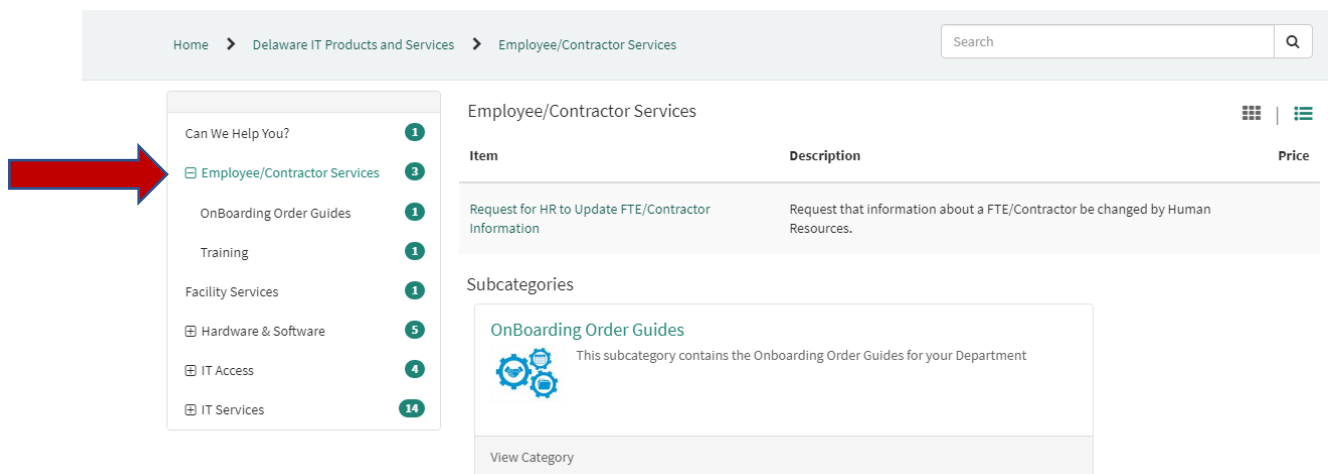 Home Delaware IT Products and Services Employee/Contractor Services
Search
Can We Help You? 1
Employee/Contractor Services 3
OnBoarding Order Guides 1
Training 1
Facility Services 1
Hardware & Software 5
IT Access 4
IT Services 14
Employee/Contractor Services
Item Description Price
Request for HR to Update FTE/Contractor
Information
Request that information about a FTE/Contractor be changed by Human
Resources.
Subcategories
OnBoarding Order Guides
This subcategory contains the Onboarding Order Guides for your Department
View Category